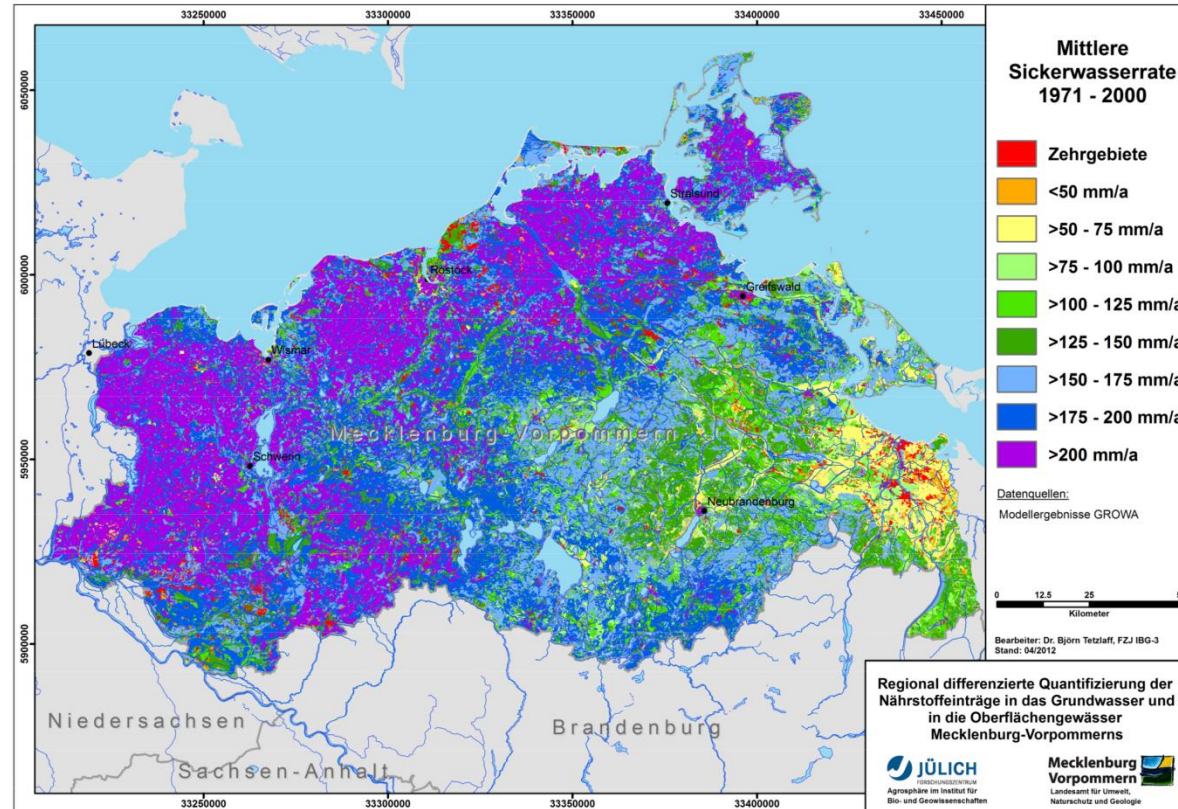 33250000 33300000 33350000 33400000 33450000
6050000
6000000
5950000
5900000
Stralsund
Rostock
Greifswald
Lübeck
Wismar
Mecklenburg-Vorpommern
Schwerin
Neubrandenburg
Niedersachsen
Brandenburg
Sachsen-Anhalt
33250000 33300000 33350000 33400000
Mittlere
Sickerwasserrate
1971 - 2000
Zehrgebiete
<50 mm/a
>50 - 75 mm/a
>75 - 100 mm/a
>100 - 125 mm/a
>125 - 150 mm/a
>150 - 175 mm/a
>175 - 200 mm/a
>200 mm/a
Datenquellen:
Modellergebnisse GROWA
0 12.5 25
Kilometer
Bearbeiter: Dr. Björn Tetzlaff, FZJ IBG-3
Stand: 04/2012
Regional differenzierte Quantifizierung der
Nährstoffeinträge in das Grundwasser und
in die Oberflächengewässer
Mecklenburg-Vorpommerns
JÜLICH
FORSCHUNGSZENTRUM
Agrosphäre im Institut für
Bio- und Geowissenschaften
Mecklenburg
Vorpommern
Landesamt für Umwelt,
Naturschutz und Geologie